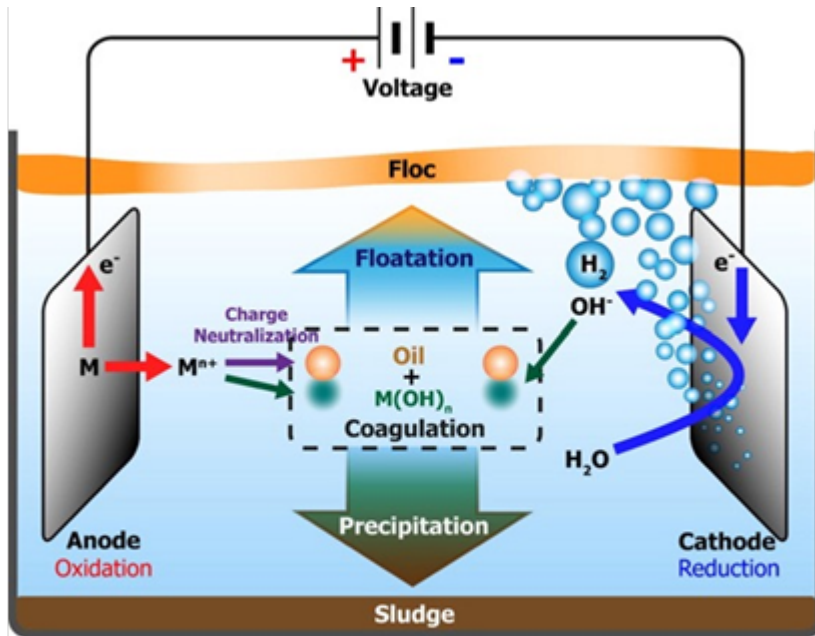 + -
Voltage
Floc
e⁻
Floatation
H₂
e⁻
OH⁻
Charge
Neutralization
M
Mⁿ⁺
Oil
+
M(OH)ₙ
Coagulation
H₂O
Precipitation
Anode
Oxidation
Cathode
Reduction
Sludge